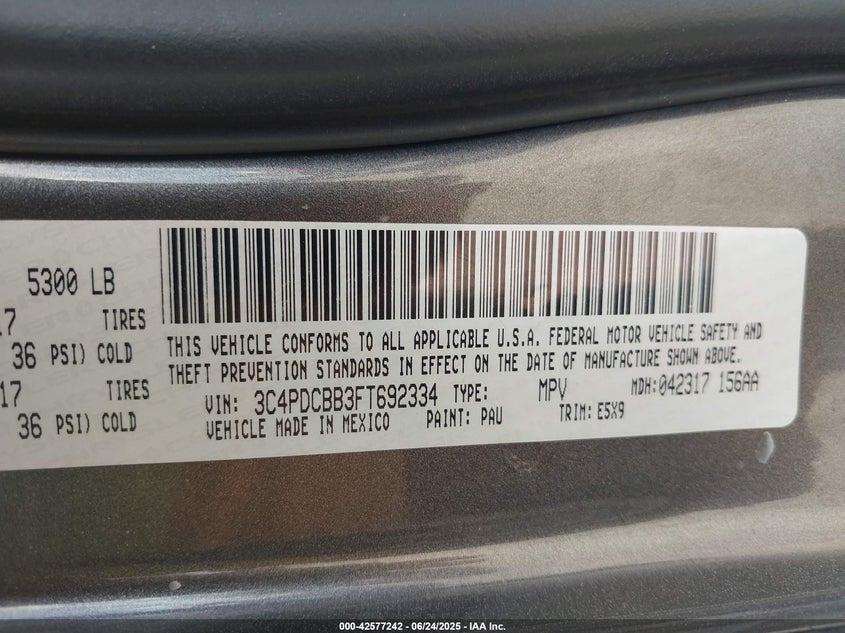 5300 LB
17 TIRES
36 PSI) COLD
17 TIRES
36 PSI) COLD
THIS VEHICLE CONFORMS TO ALL APPLICABLE U.S.A. FEDERAL MOTOR VEHICLE SAFETY AND
THEFT PREVENTION STANDARDS IN EFFECT ON THE DATE OF MANUFACTURE SHOWN ABOVE.
VIN: 3C4PDCBB3FT692334 TYPE: MPV MDH:042317 156AA
VEHICLE MADE IN MEXICO PAINT: PAU TRIM: E5X9
000-42577242 - 06/24/2025 - IAA Inc.